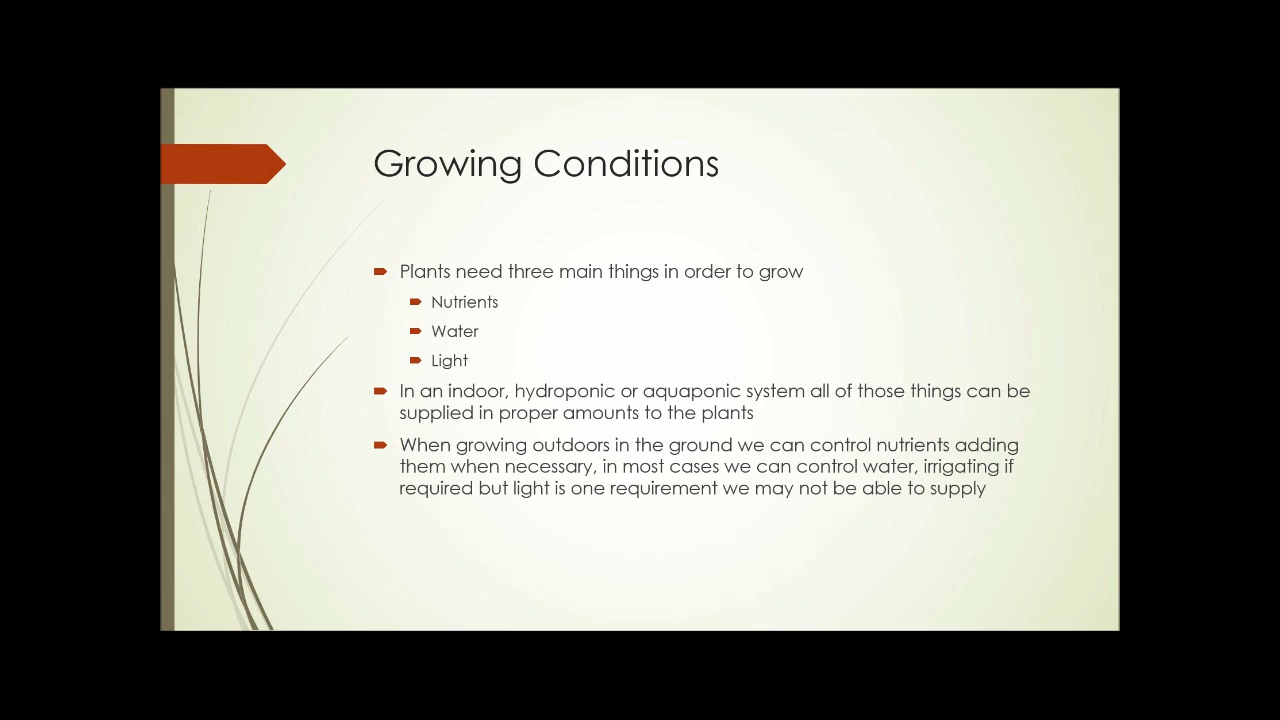 Growing Conditions
Plants need three main things in order to grow
Nutrients
Water
Light
In an indoor, hydroponic or aquaponic system all of those things can be
supplied in proper amounts to the plants
When growing outdoors in the ground we can control nutrients adding
them when necessary, in most cases we can control water, irrigating if
required but light is one requirement we may not be able to supply